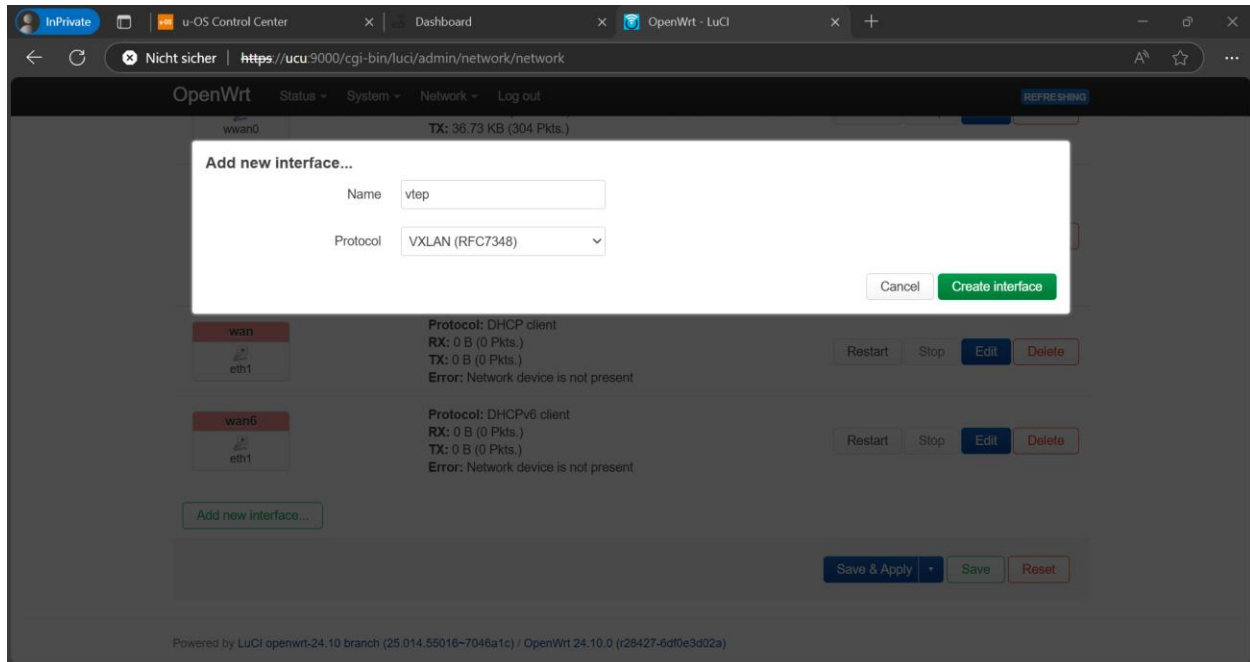 InPrivate
u-OS Control Center
Dashboard
OpenWrt - LuCI
Nicht sicher
https://ucu:9000/cgi-bin/luci/admin/network/network
OpenWrt Status System Network Log out REFRESHING
wwan0
TX: 36.73 KB (304 Pkts.)
Add new interface...
Name vtep
Protocol VXLAN (RFC7348)
Cancel Create interface
wan
eth1
Protocol: DHCP client
RX: 0 B (0 Pkts.)
TX: 0 B (0 Pkts.)
Error: Network device is not present
Restart Stop Edit Delete
wan6
eth1
Protocol: DHCPv6 client
RX: 0 B (0 Pkts.)
TX: 0 B (0 Pkts.)
Error: Network device is not present
Restart Stop Edit Delete
Add new interface...
Save & Apply Save Reset
Powered by LuCI openwrt-24.10 branch (25.014.55016~7046a1c) / OpenWrt 24.10.0 (r28427-6df0e3d02a)